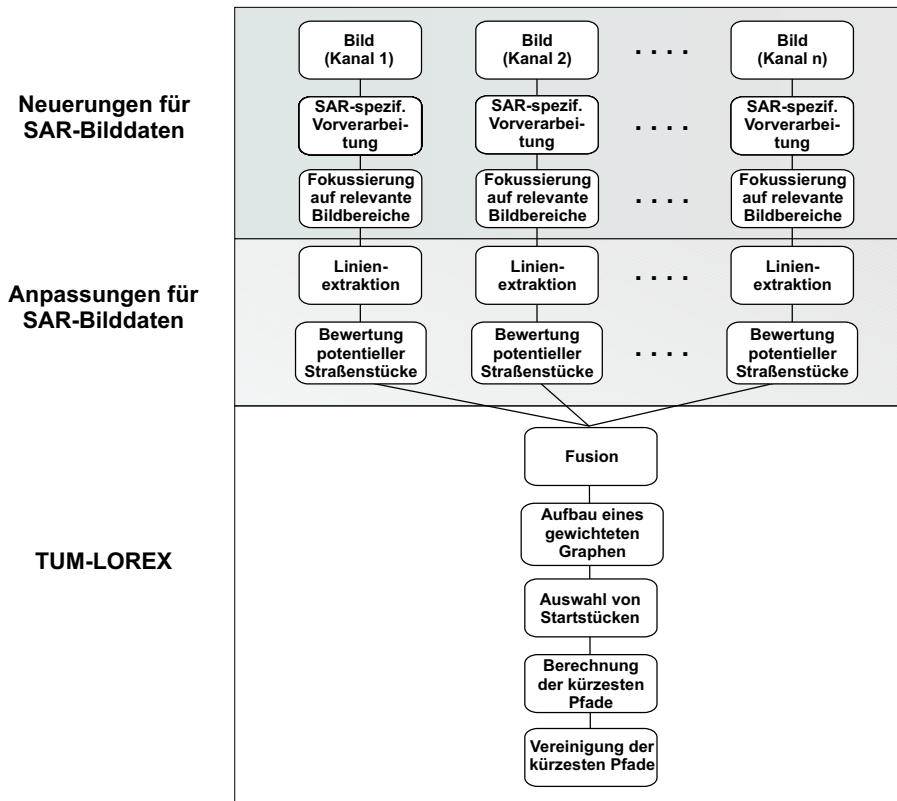 Neuerungen für
SAR-Bilddaten
Bild
(Kanal 1)
Bild
(Kanal 2)
. . . .
Bild
(Kanal n)
SAR-spezif.
Vorverarbei-
tung
SAR-spezif.
Vorverarbei-
tung
. . . .
SAR-spezif.
Vorverarbei-
tung
Fokussierung
auf relevante
Bildbereiche
Fokussierung
auf relevante
Bildbereiche
. . . .
Fokussierung
auf relevante
Bildbereiche
Anpassungen für
SAR-Bilddaten
Linien-
extraktion
Linien-
extraktion
. . . .
Linien-
extraktion
Bewertung
potentieller
Straßenstücke
Bewertung
potentieller
Straßenstücke
. . . .
Bewertung
potentieller
Straßenstücke
TUM-LOREX
Fusion
Aufbau eines
gewichteten
Graphen
Auswahl von
Startstücken
Berechnung
der kürzesten
Pfade
Vereinigung der
kürzesten Pfade